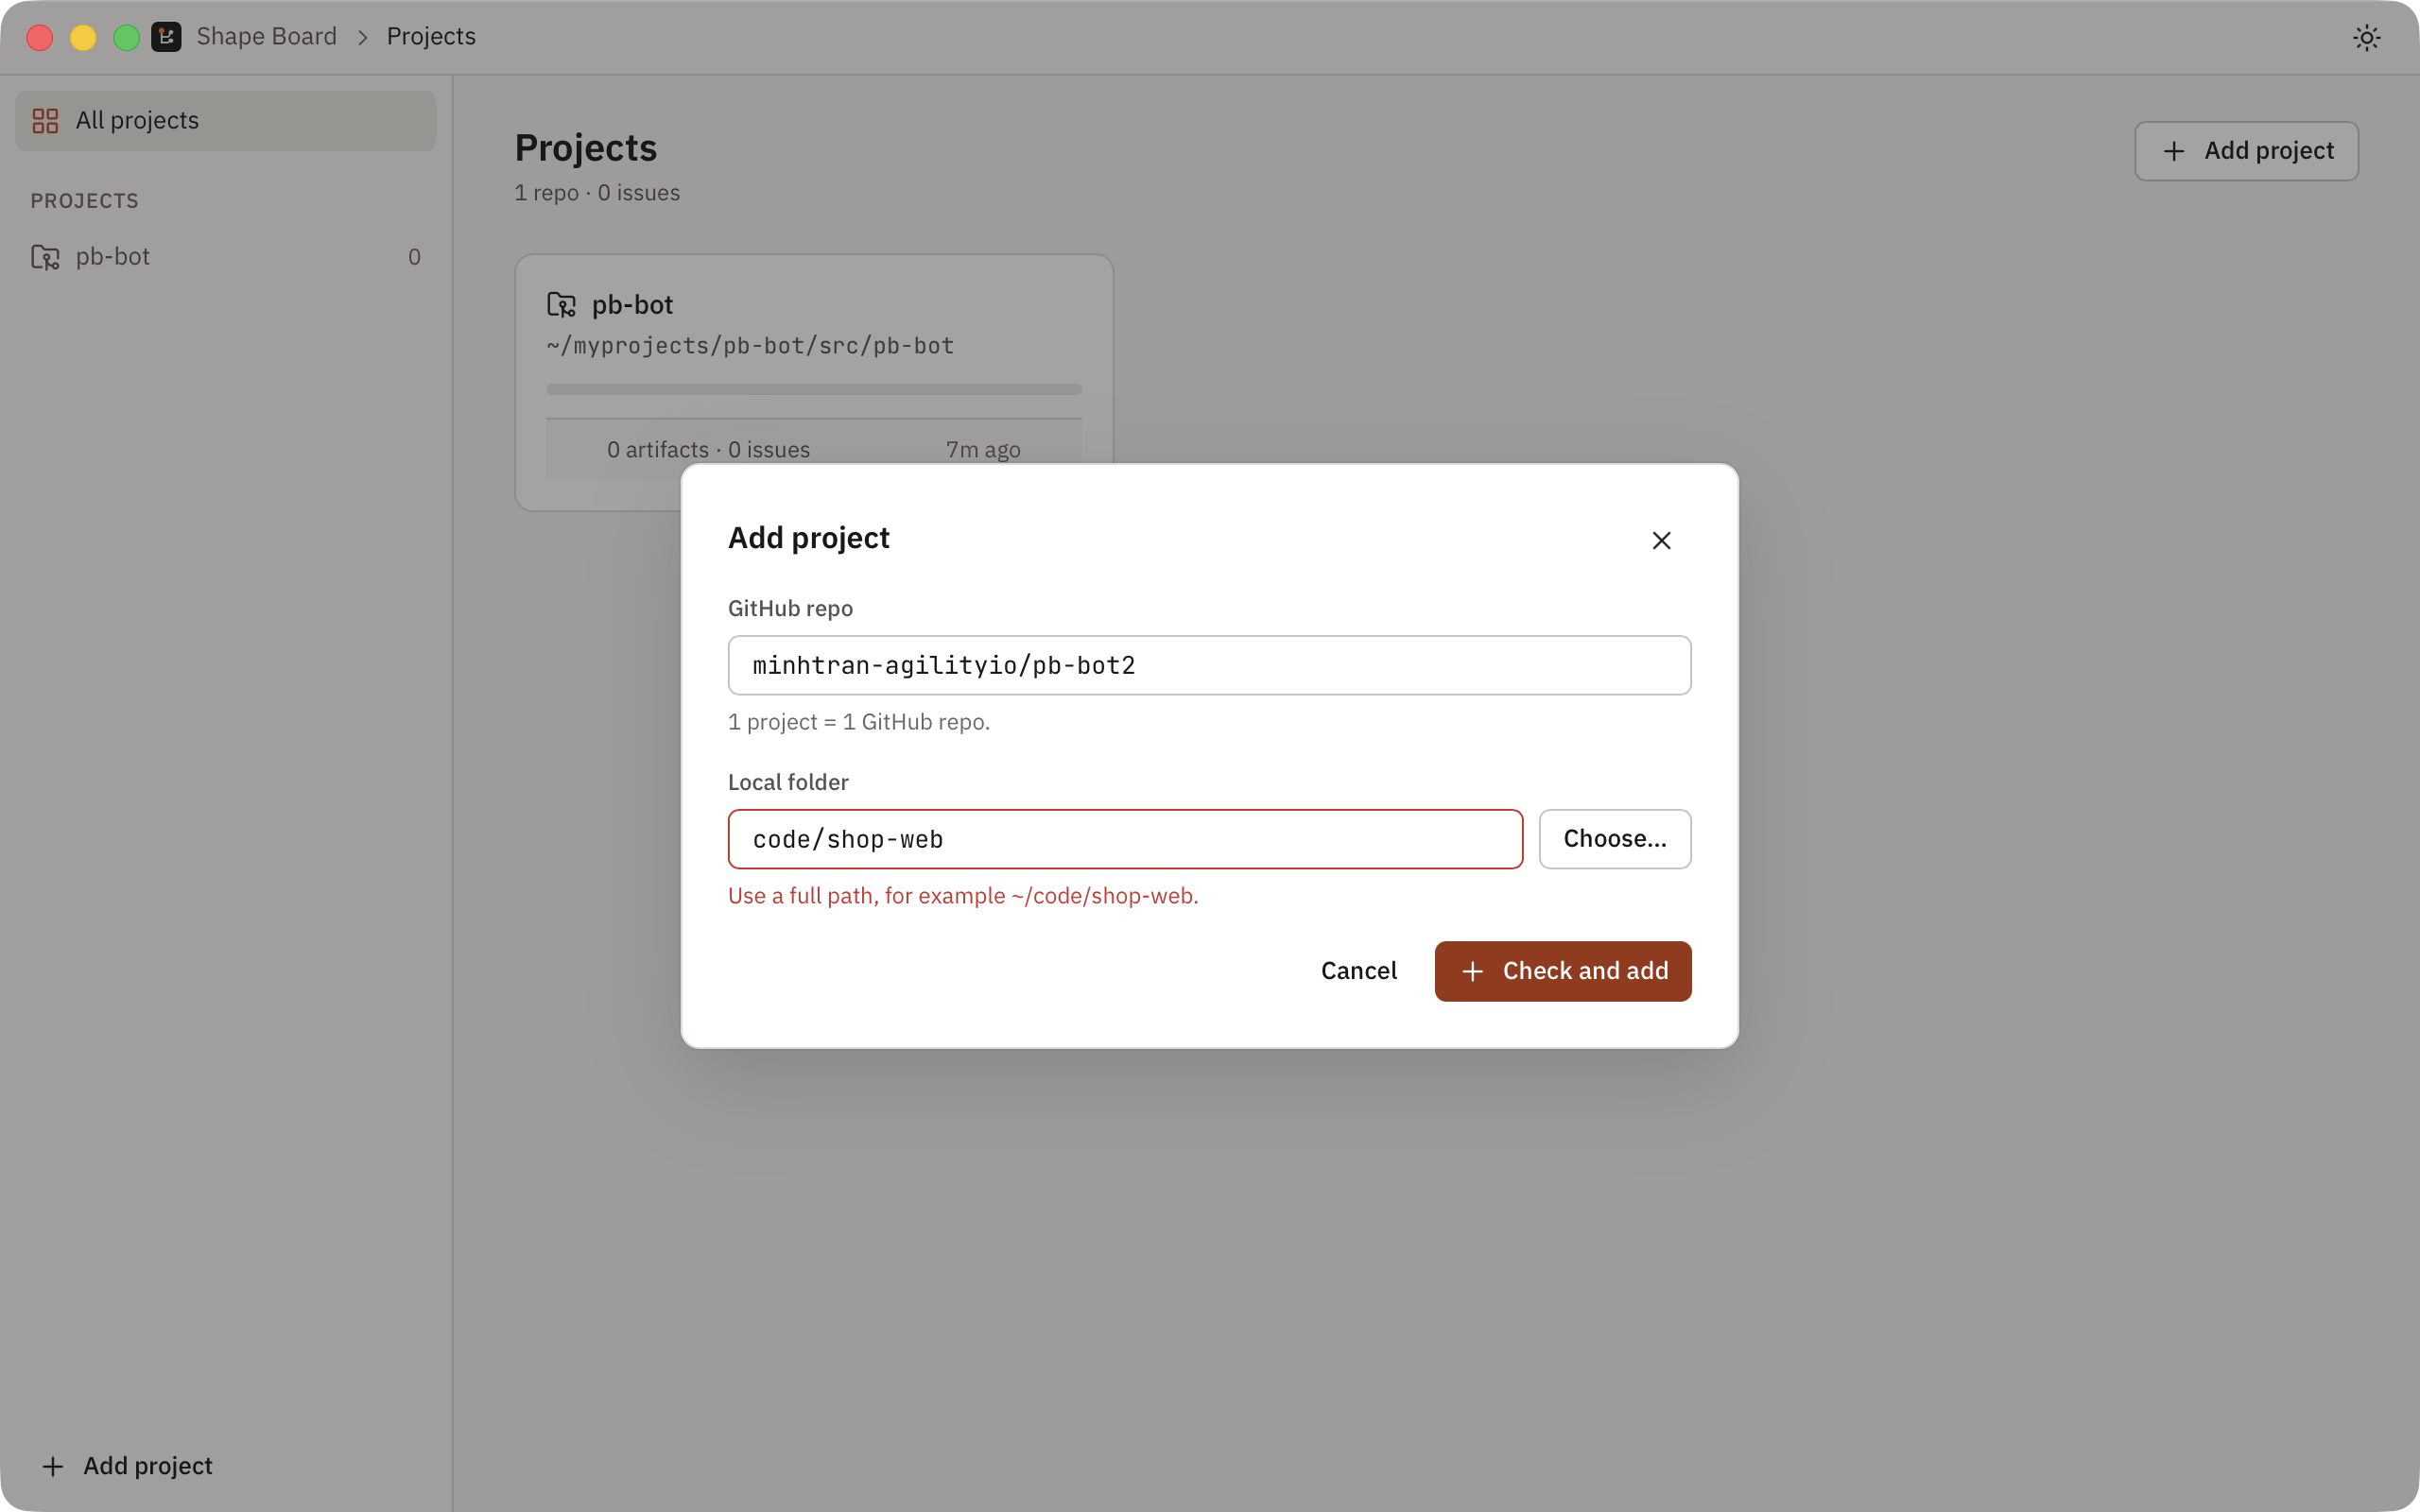 Shape Board > Projects
All projects
PROJECTS
pb-bot 0
Add project
Projects
1 repo · 0 issues
Add project
pb-bot
~/myprojects/pb-bot/src/pb-bot
0 artifacts · 0 issues 7m ago
Add project
GitHub repo
minhtran-agilityio/pb-bot2
1 project = 1 GitHub repo.
Local folder
code/shop-web
Choose...
Use a full path, for example ~/code/shop-web.
Cancel
Check and add